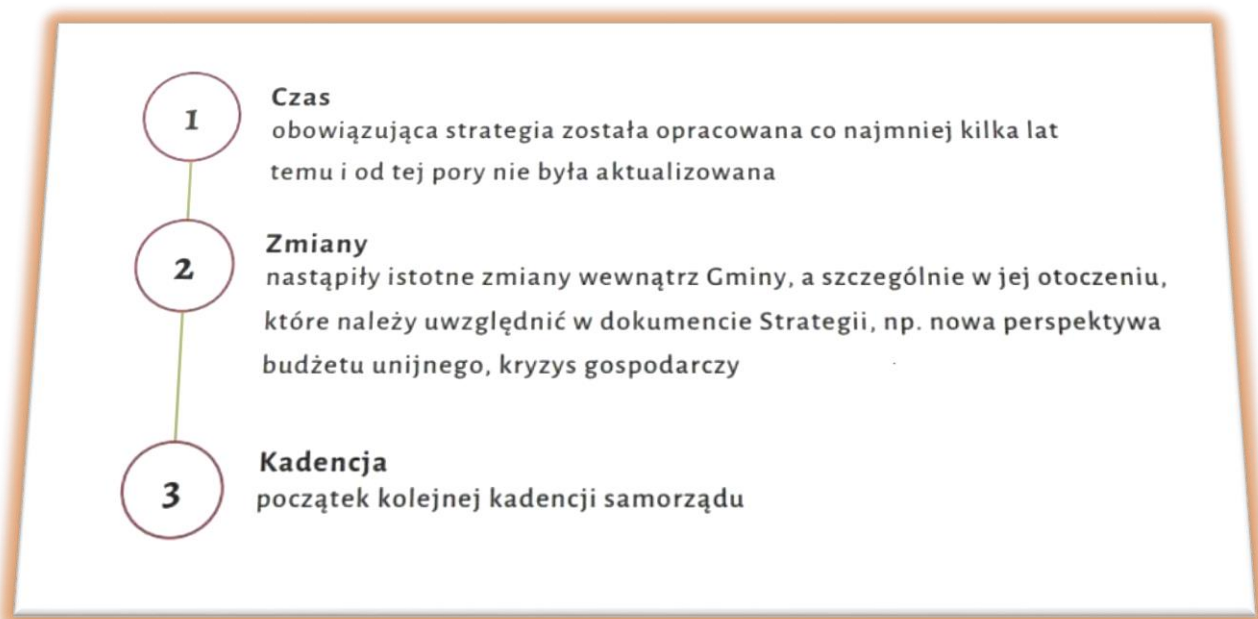 1
Czas
obowiązująca strategia została opracowana co najmniej kilka lat
temu i od tej pory nie była aktualizowana
2
Zmiany
nastąpiły istotne zmiany wewnątrz Gminy, a szczególnie w jej otoczeniu,
które należy uwzględnić w dokumencie Strategii, np. nowa perspektywa
budżetu unijnego, kryzys gospodarczy
3
Kadencja
początek kolejnej kadencji samorządu